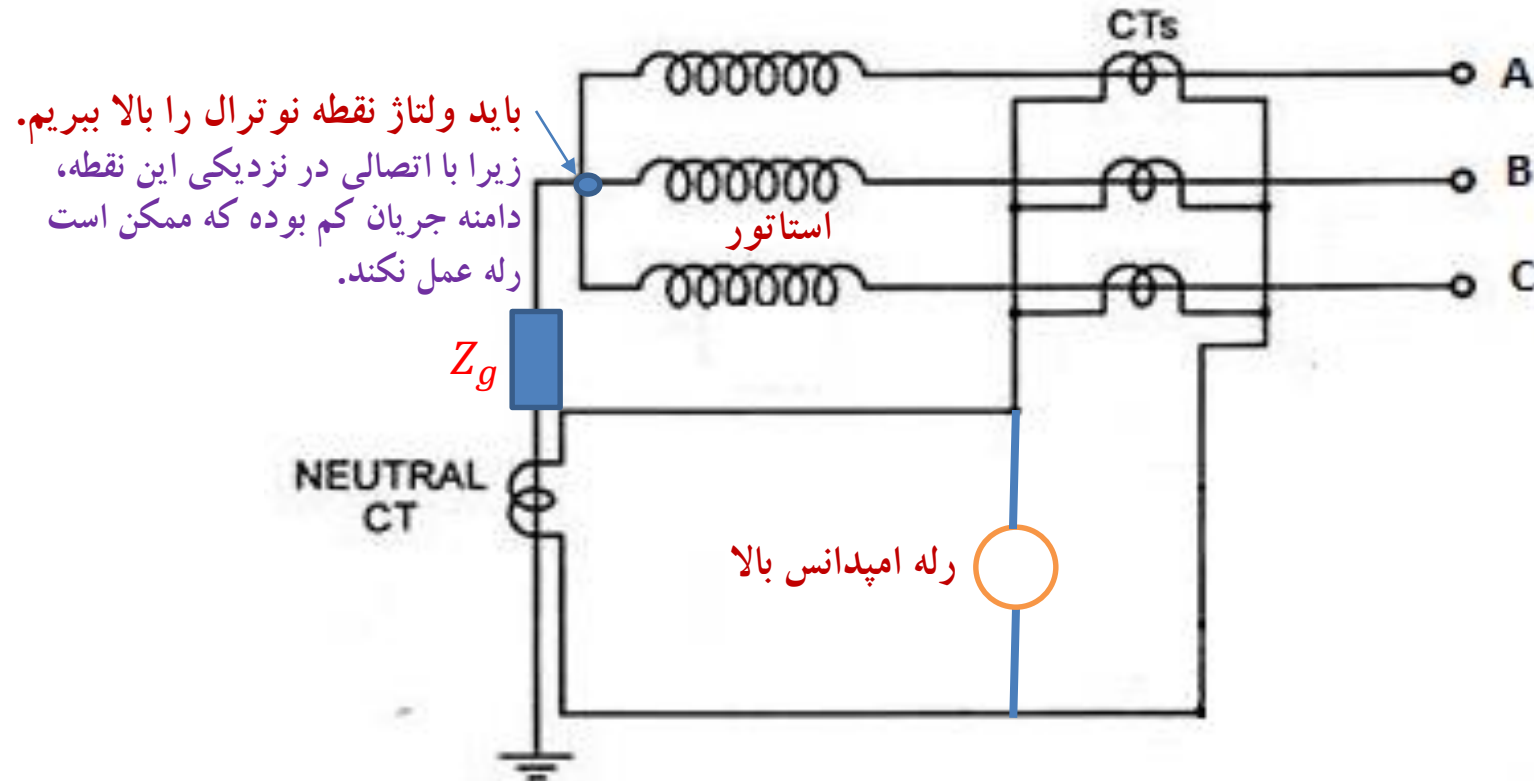 CTs
A
باید ولتاژ نقطه نوترال را بالا ببریم.
زیرا با اتصالی در نزدیکی این نقطه،
دامنه جریان کم بوده که ممکن است
رله عمل نکند.
B
استاتور
C
Zg
NEUTRAL
CT
رله امپدانس بالا